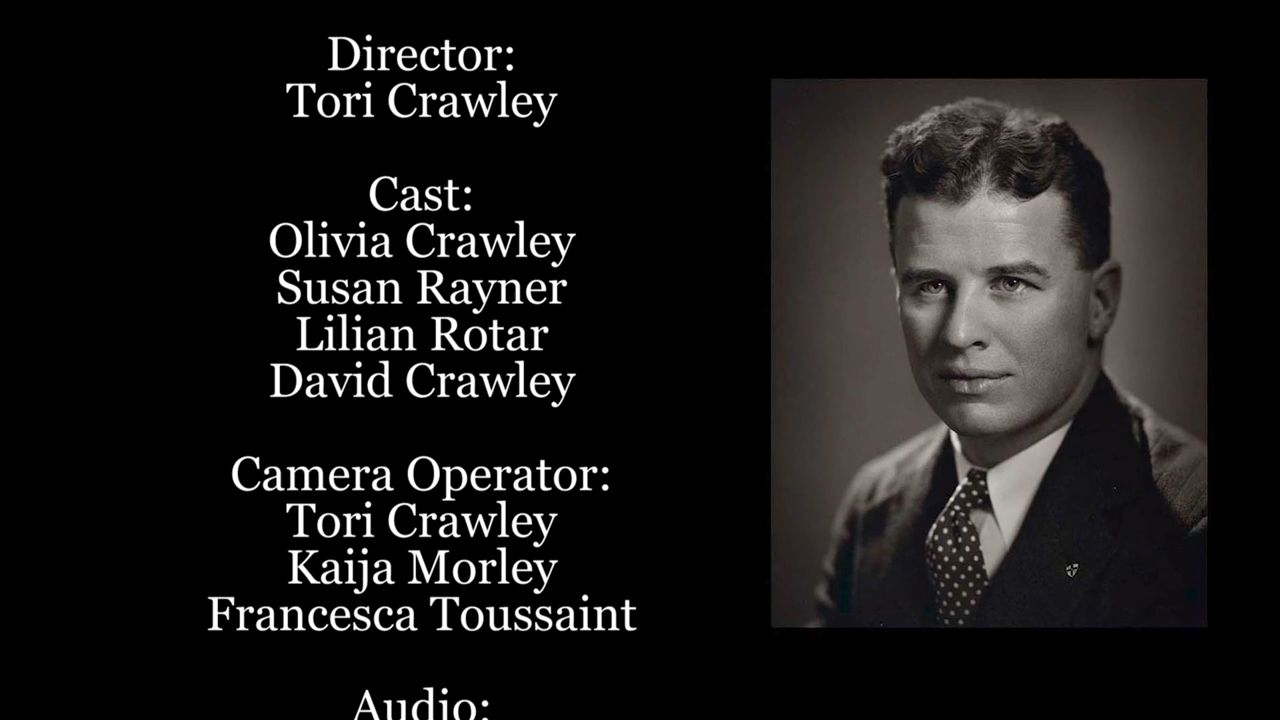 Director:
Tori Crawley
Cast:
Olivia Crawley
Susan Rayner
Lilian Rotar
David Crawley
Camera Operator:
Tori Crawley
Kaija Morley
Francesca Toussaint
Audio: